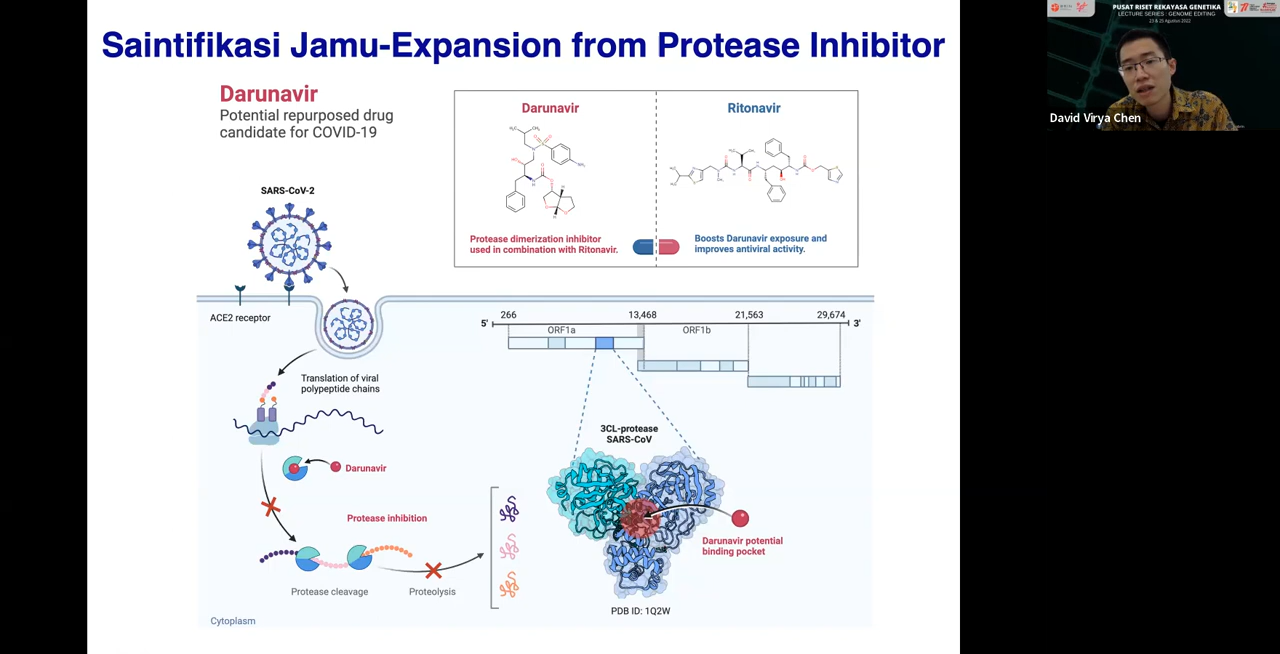 Saintifikasi Jamu-Expansion from Protease Inhibitor
Darunavir
Potential repurposed drug
candidate for COVID-19
Darunavir
Ritonavir
Protease dimerization inhibitor
used in combination with Ritonavir.
Boosts Darunavir exposure and
improves antiviral activity.
SARS-CoV-2
ACE2 receptor
266
13,468
21,563
29,674
5'
3'
ORF1a
ORF1b
Translation of viral
polypeptide chains
Darunavir
Protease inhibition
Protease cleavage
Proteolysis
3CL-protease
SARS-CoV
Darunavir potential
binding pocket
PDB ID: 1Q2W
Cytoplasm
PUSAT RISET REKAYASA GENETIKA
LECTURE SERIES : GENOME EDITING
23 & 25 Agustus 2022
David Virya Chen